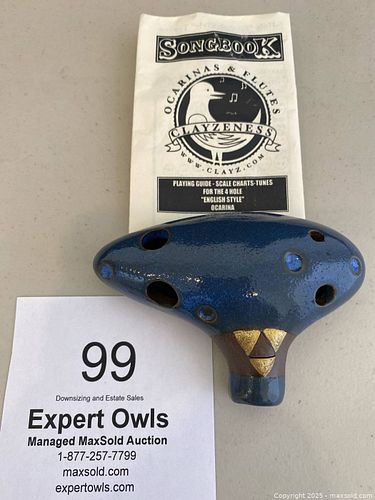 SONGBOOK
OCARINAS & FLUTES
CLAYZENESS
WWW.CLAYZ.COM
PLAYING GUIDE - SCALE CHARTS-TUNES
FOR THE 4 HOLE
"ENGLISH STYLE"
OCARINA
99
Downsizing and Estate Sales
Expert Owls
Managed MaxSold Auction
1-877-257-7799
maxsold.com
expertowls.com
Copyright 2025 - maxsold.com